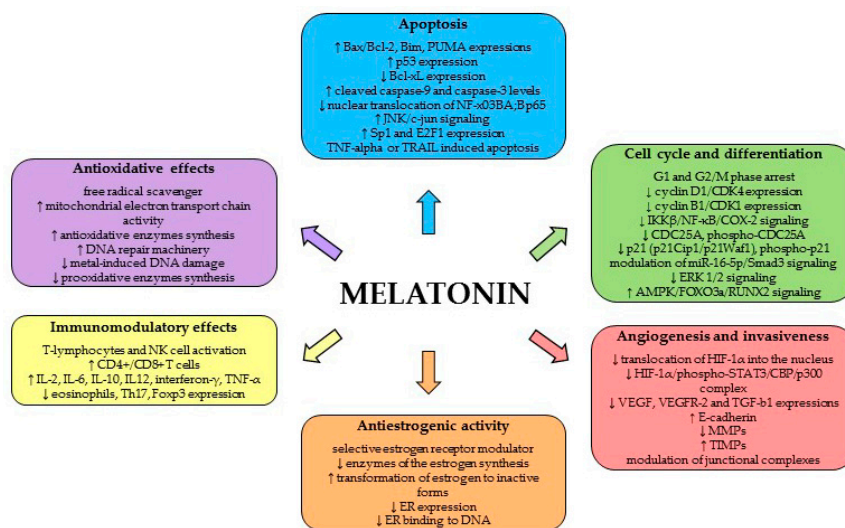 Apoptosis
↑ Bax/Bcl-2, Bim, PUMA expressions
↑ p53 expression
↓ Bcl-xL expression
↑ cleaved caspase-9 and caspase-3 levels
↓ nuclear translocation of NF-x03BA;Bp65
↑ JNK/c-jun signaling
↑ Sp1 and E2F1 expression
TNF-alpha or TRAIL induced apoptosis
Antioxidative effects
free radical scavenger
↑ mitochondrial electron transport chain
activity
↑ antioxidative enzymes synthesis
↑ DNA repair machinery
↓ metal-induced DNA damage
↓ prooxidative enzymes synthesis
Cell cycle and differentiation
G1 and G2/M phase arrest
↓ cyclin D1/CDK4 expression
↓ cyclin B1/CDK1 expression
↓ IKKβ/NF-κB/COX-2 signaling
↓ CDC25A, phospho-CDC25A
↓ p21 (p21Cip1/p21Waf1), phospho-p21
modulation of miR-16-5p/Smad3 signaling
↓ ERK 1/2 signaling
↑ AMPK/FOXO3a/RUNX2 signaling
MELATONIN
Immunomodulatory effects
T-lymphocytes and NK cell activation
↑ CD4+/CD8+T cells
↑ IL-2, IL-6, IL-10, IL12, interferon-γ, TNF-α
↓ eosinophils, Th17, Foxp3 expression
Angiogenesis and invasiveness
↓ translocation of HIF-1α into the nucleus
↓ HIF-1α/phospho-STAT3/CBP/p300
complex
↓ VEGF, VEGFR-2 and TGF-b1 expressions
↑ E-cadherin
↓ MMPs
↑ TIMPs
modulation of junctional complexes
Antiestrogenic activity
selective estrogen receptor modulator
↓ enzymes of the estrogen synthesis
↑ transformation of estrogen to inactive
forms
↓ ER expression
↓ ER binding to DNA